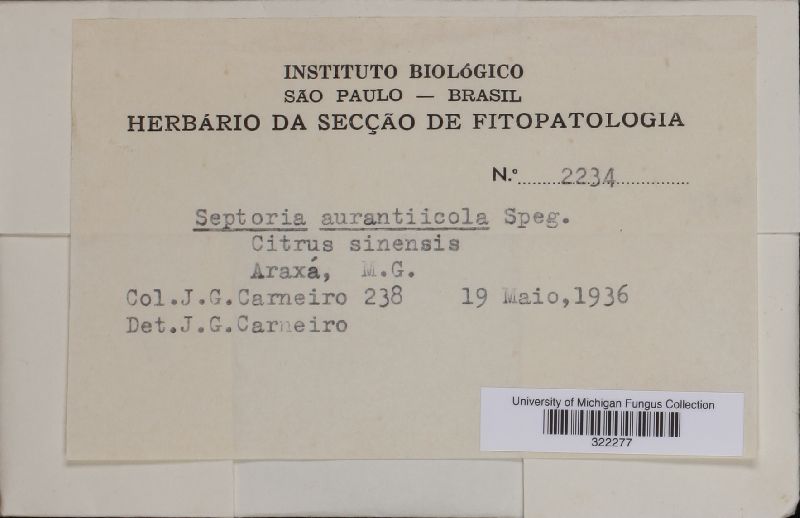 INSTITUTO BIOLÓGICO
SÃO PAULO — BRASIL
HERBÁRIO DA SECÇÃO DE FITOPATOLOGIA
N.º 2234
Septoria aurantiicola Speg.
Citrus sinensis
Araxá, M.G.
Col.J.G.Carneiro 238 19 Maio,1936
Det.J.G.Carneiro
University of Michigan Fungus Collection
322277